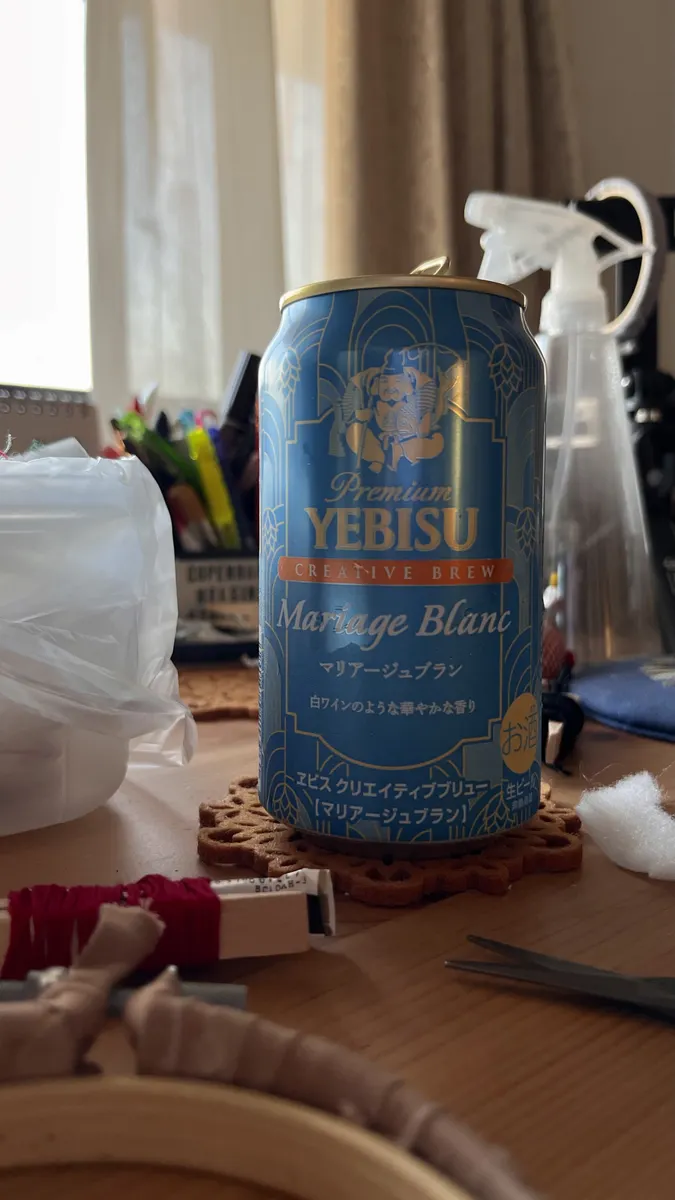 Premium
YEBISU
CREATIVE BREW
Mariage Blanc
マリアージュブラン
白ワインのような華やかな香り
お酒
ヱビス クリエイティブブリュー
【マリアージュブラン】
生ビール